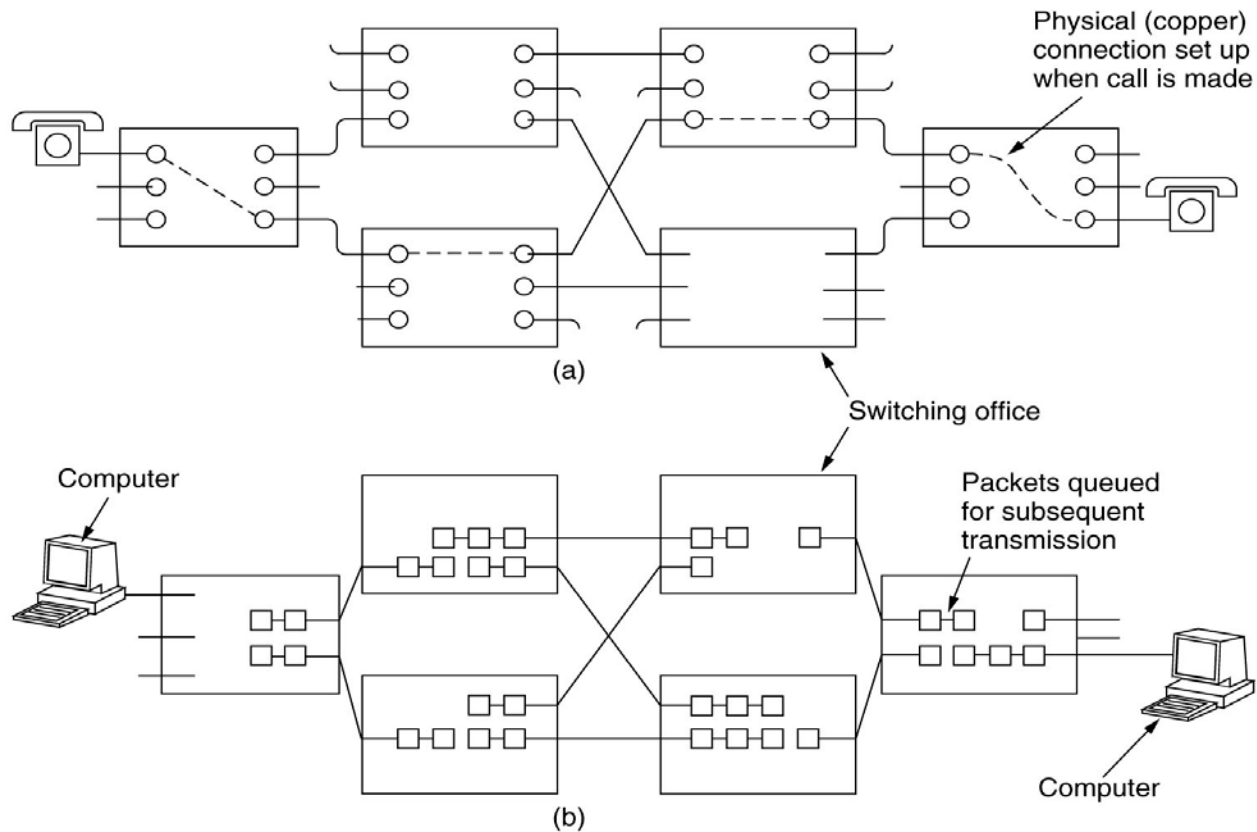 Physical (copper)
connection set up
when call is made
(a)
Switching office
Computer
Packets queued
for subsequent
transmission
Computer
(b)